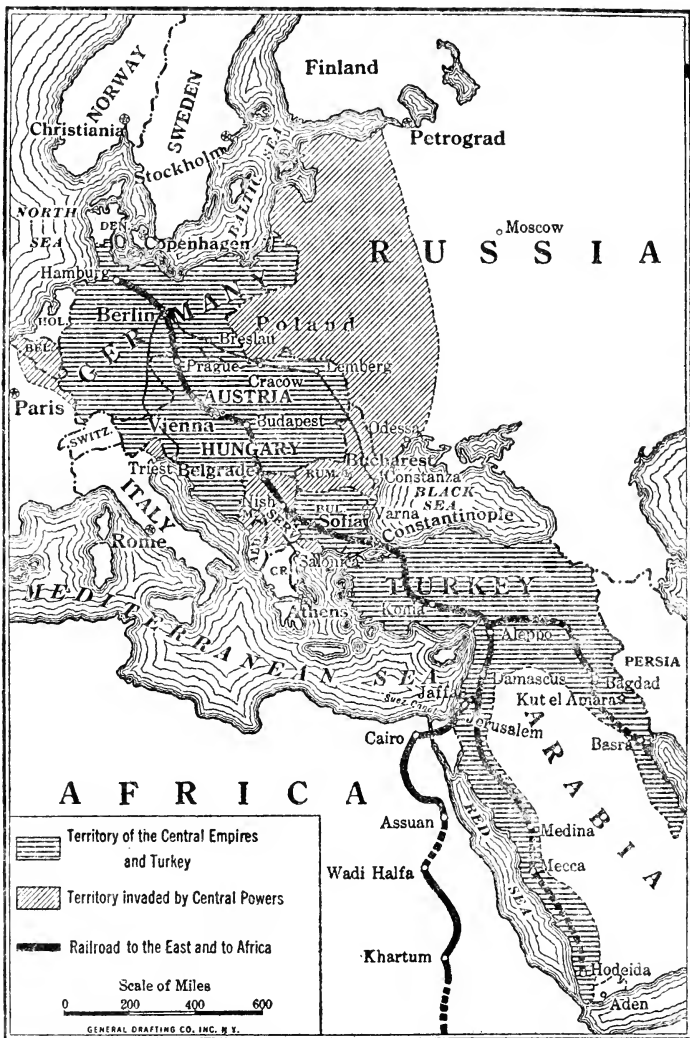 NORWAY
SWEDEN
Finland
Christiania
Stockholm
Petrograd
BALTIC SEA
NORTH
SEA
DEN.
Copenhagen
Moscow
RUSSIA
Hamburg
HOL.
Berlin
GERMANY
Poland
BEL.
Breslau
Prague
Lemberg
Cracow
Paris
AUSTRIA
Vienna
Budapest
Odessa
SWITZ.
HUNGARY
Triest
Belgrade
Bucharest
RUM.
Constanza
ITALY
Nish
BLACK
SEA
BUL.
Varna
SERVIA
Sofia
Constantinople
Rome
Salonica
GR.
TURKEY
MEDITERRANEAN SEA
Athens
Konia
Aleppo
PERSIA
Damascus
Bagdad
Jaffa
Kut el Amara
Suez Canal
Jerusalem
Cairo
Basra
ARABIA
AFRICA
RED
SEA
Assuan
Medina
Wadi Halfa
Mecca
Khartum
Hodeida
Aden
Territory of the Central Empires
and Turkey
Territory invaded by Central Powers
Railroad to the East and to Africa
Scale of Miles
0 200 400 600
GENERAL DRAFTING CO. INC. N. Y.